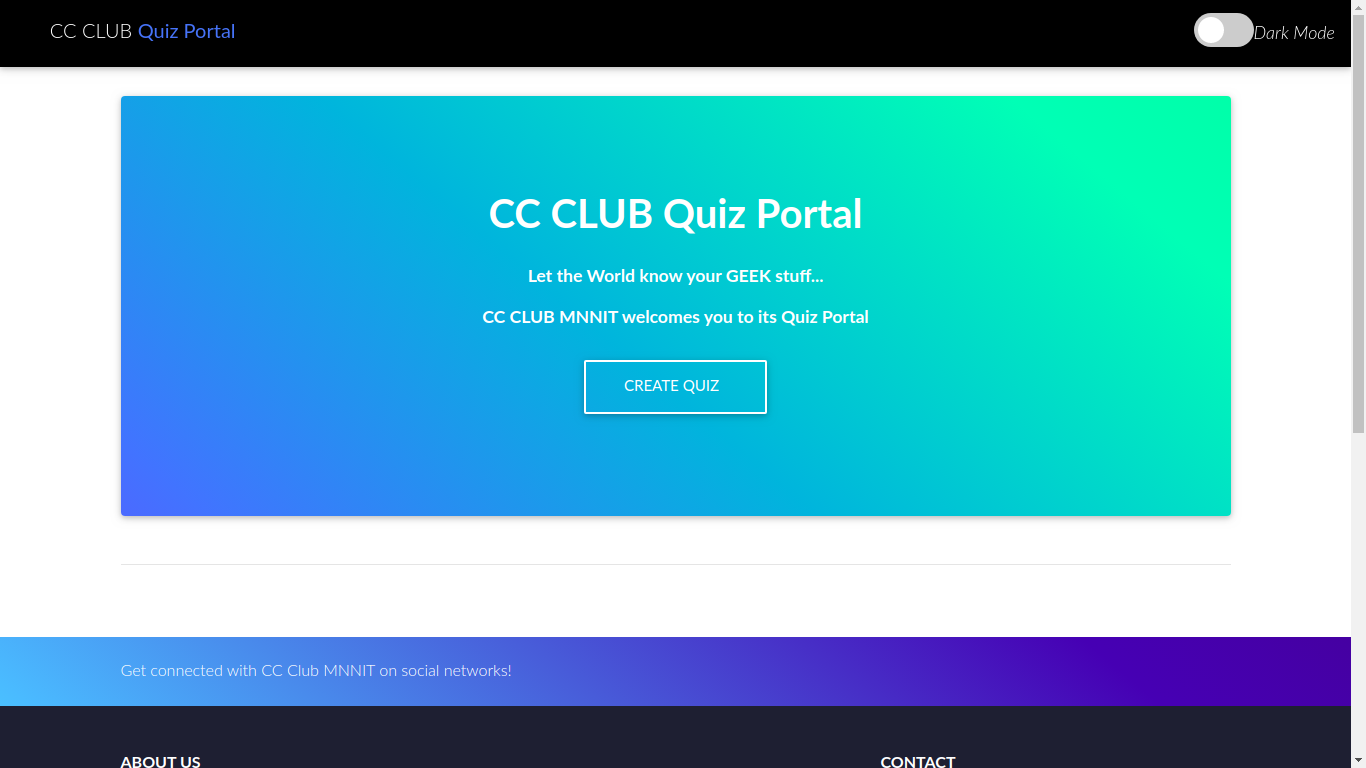 CC CLUB Quiz Portal
Dark Mode
CC CLUB Quiz Portal
Let the World know your GEEK stuff...
CC CLUB MNNIT welcomes you to its Quiz Portal
CREATE QUIZ
Get connected with CC Club MNNIT on social networks!
ABOUT US
CONTACT